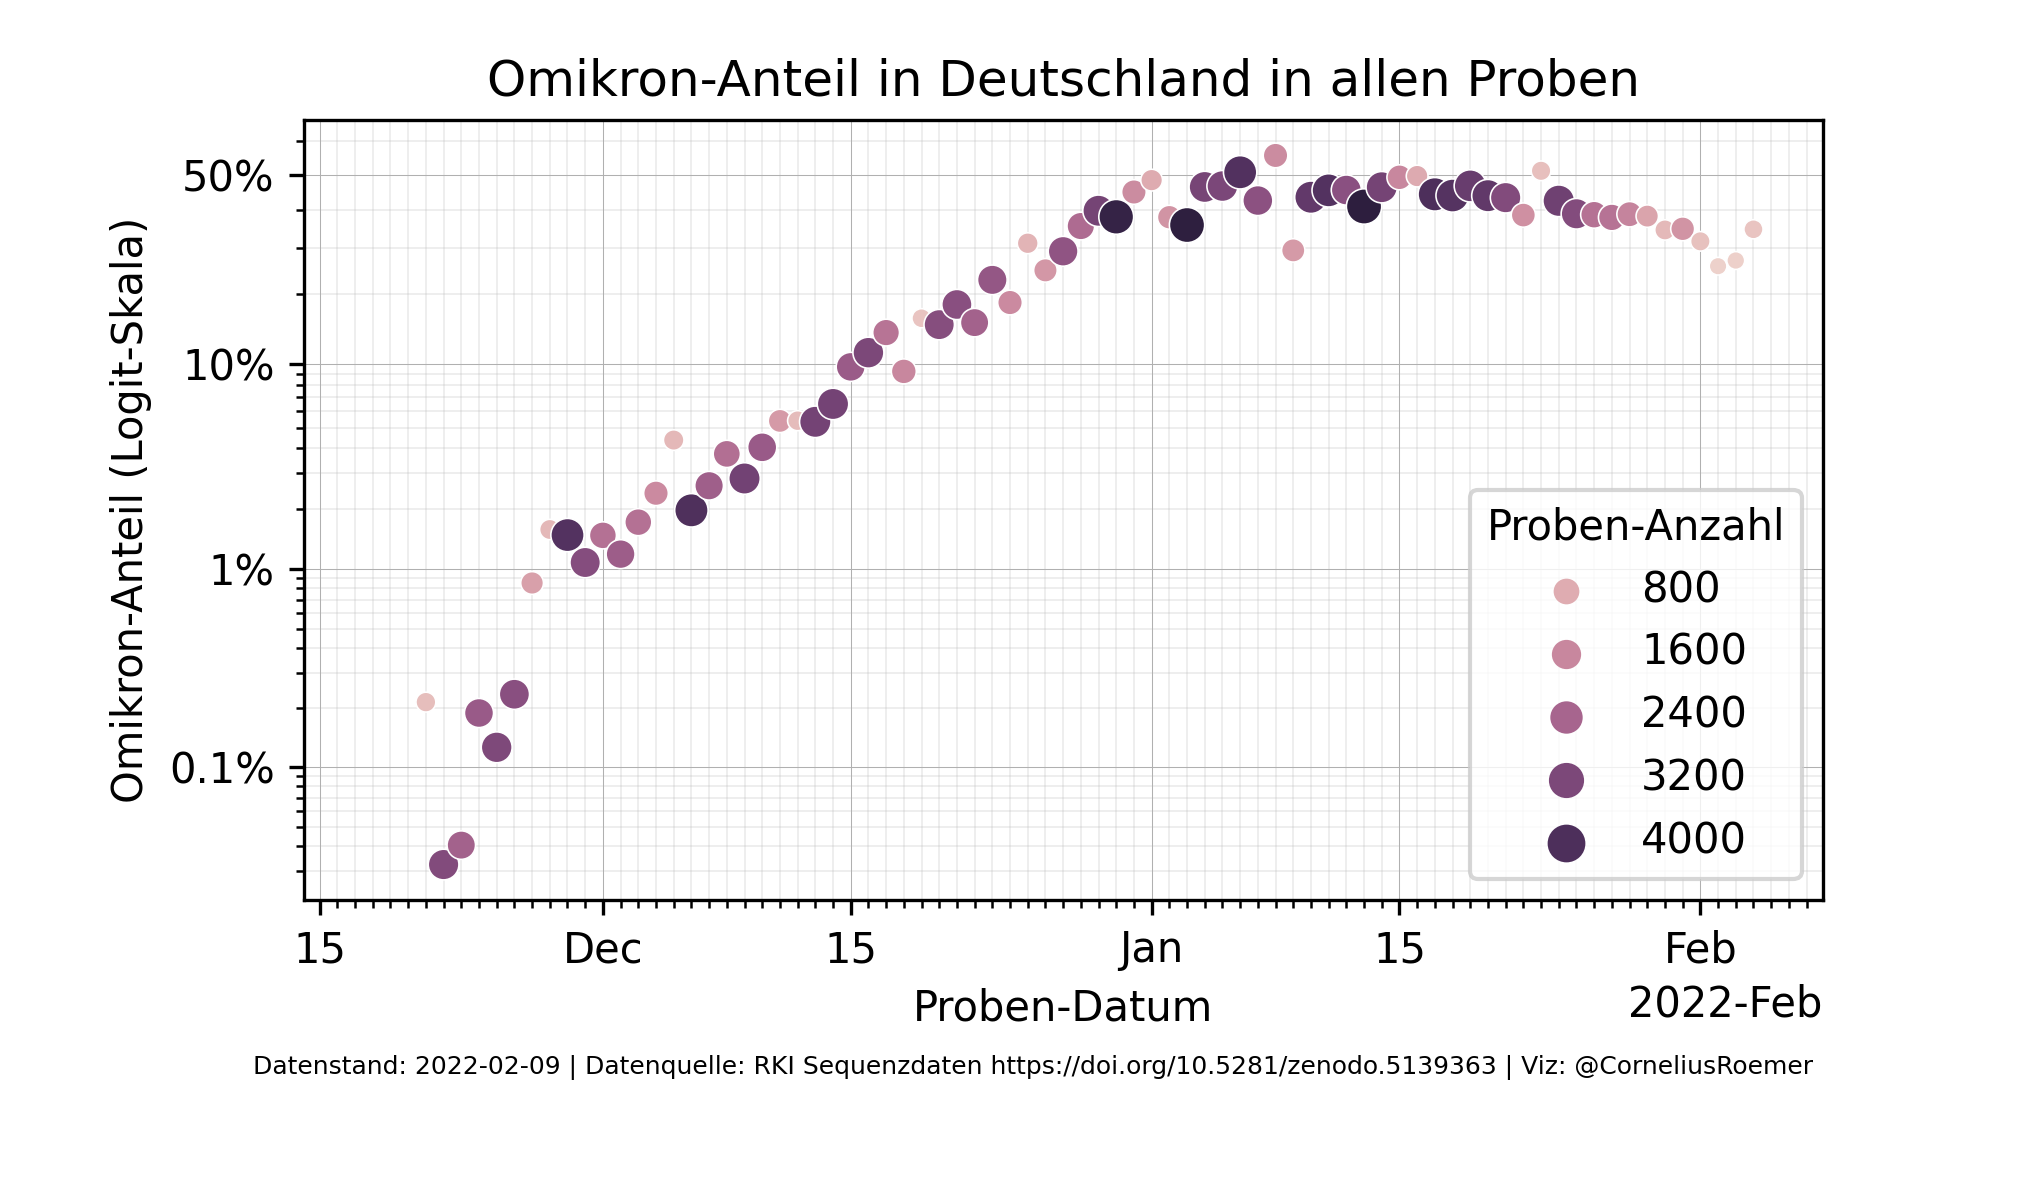 Omikron-Anteil in Deutschland in allen Proben
Omikron-Anteil (Logit-Skala)
50%
10%
1%
0.1%
Proben-Anzahl
800
1600
2400
3200
4000
15 Dec 15 Jan 15 Feb
2022-Feb
Proben-Datum
Datenstand: 2022-02-09 | Datenquelle: RKI Sequenzdaten https://doi.org/10.5281/zenodo.5139363 | Viz: @CorneliusRoemer